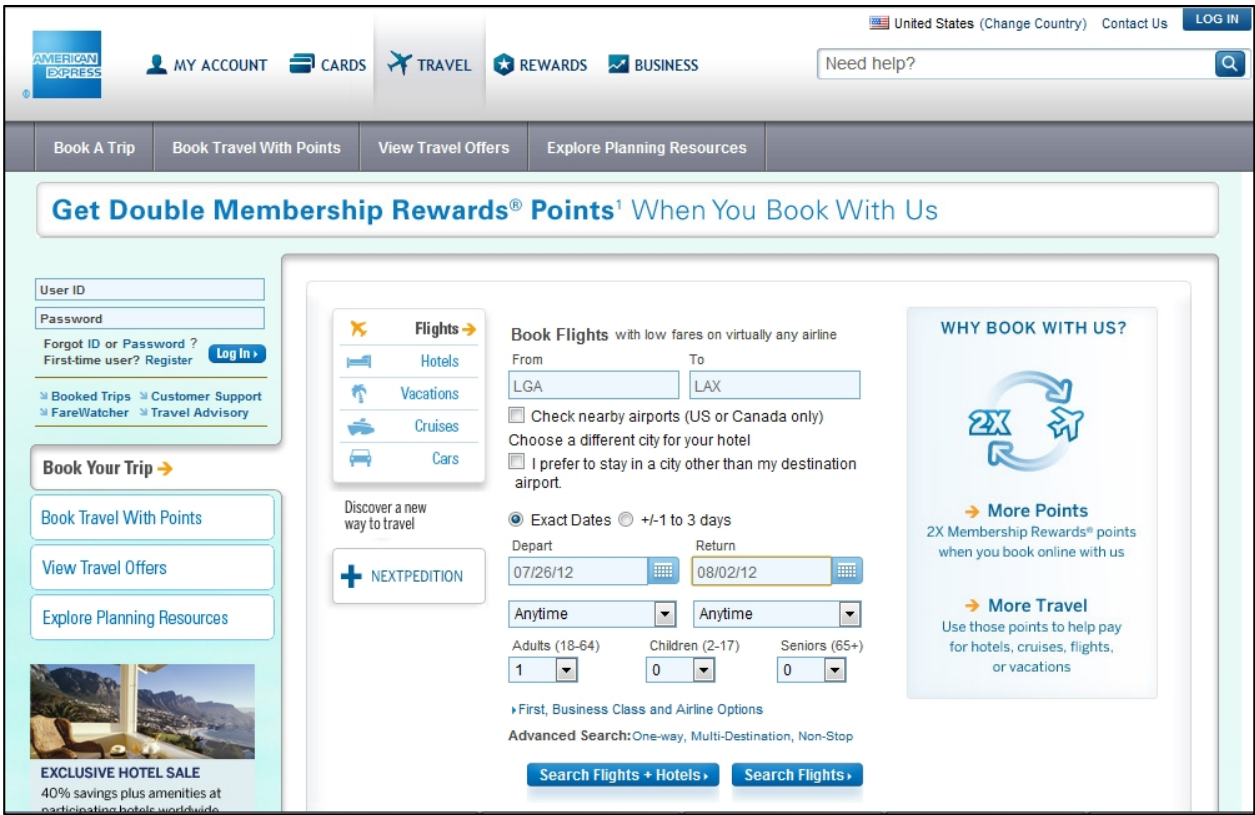 United States (Change Country) Contact Us LOG IN
AMERICAN EXPRESS ®
MY ACCOUNT CARDS TRAVEL REWARDS BUSINESS
Need help?
Book A Trip Book Travel With Points View Travel Offers Explore Planning Resources
Get Double Membership Rewards® Points¹ When You Book With Us
User ID
Password
Forgot ID or Password ?
First-time user? Register
Log In
Booked Trips Customer Support
FareWatcher Travel Advisory
Book Your Trip
Book Travel With Points
View Travel Offers
Explore Planning Resources
EXCLUSIVE HOTEL SALE
40% savings plus amenities at
participating hotels worldwide
Flights
Hotels
Vacations
Cruises
Cars
Discover a new
way to travel
NEXTPEDITION
Book Flights with low fares on virtually any airline
From To
LGA LAX
Check nearby airports (US or Canada only)
Choose a different city for your hotel
I prefer to stay in a city other than my destination
airport.
Exact Dates +/-1 to 3 days
Depart Return
07/26/12 08/02/12
Anytime Anytime
Adults (18-64) Children (2-17) Seniors (65+)
1 0 0
First, Business Class and Airline Options
Advanced Search:One-way, Multi-Destination, Non-Stop
Search Flights + Hotels Search Flights
WHY BOOK WITH US?
2X
More Points
2X Membership Rewards® points
when you book online with us
More Travel
Use those points to help pay
for hotels, cruises, flights,
or vacations